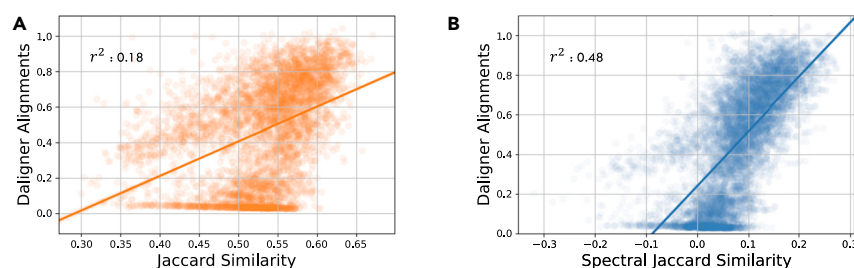 A
r² : 0.18
1.0
0.8
0.6
0.4
0.2
0.0
Daligner Alignments
0.30 0.35 0.40 0.45 0.50 0.55 0.60 0.65
Jaccard Similarity
B
r² : 0.48
1.0
0.8
0.6
0.4
0.2
0.0
Daligner Alignments
−0.3 −0.2 −0.1 0.0 0.1 0.2 0.3
Spectral Jaccard Similarity